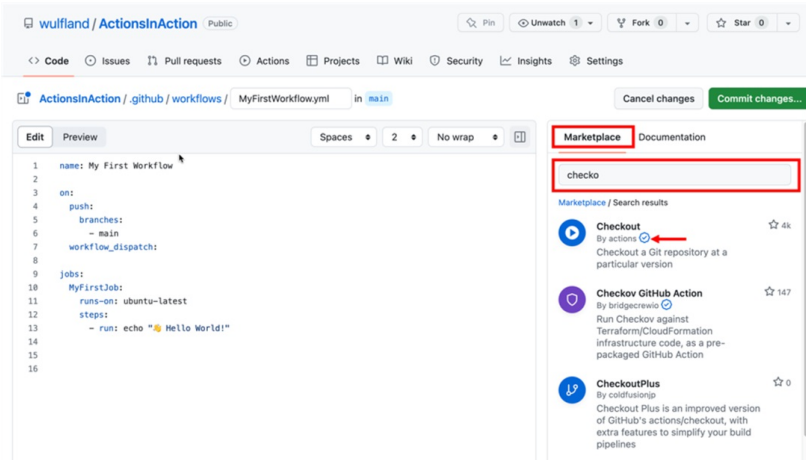 wulfland / ActionsInAction Public Pin Unwatch 1 Fork 0 Star 0
Code Issues Pull requests Actions Projects Wiki Security Insights Settings
ActionsInAction / .github / workflows / MyFirstWorkflow.yml in main Cancel changes Commit changes...
Edit Preview Spaces 2 No wrap
1 name: My First Workflow
2
3 on:
4 push:
5 branches:
6 - main
7 workflow_dispatch:
8
9 jobs:
10 MyFirstJob:
11 runs-on: ubuntu-latest
12 steps:
13 - run: echo "👋 Hello World!"
14
15
16
Marketplace Documentation
checko
Marketplace / Search results
Checkout 4k
By actions
Checkout a Git repository at a
particular version
Checkov GitHub Action 147
By bridgecrewio
Run Checkov against
Terraform/CloudFormation
infrastructure code, as a pre-
packaged GitHub Action
CheckoutPlus 0
By coldfusionjp
Checkout Plus is an improved version
of GitHub's actions/checkout, with
extra features to simplify your build
pipelines